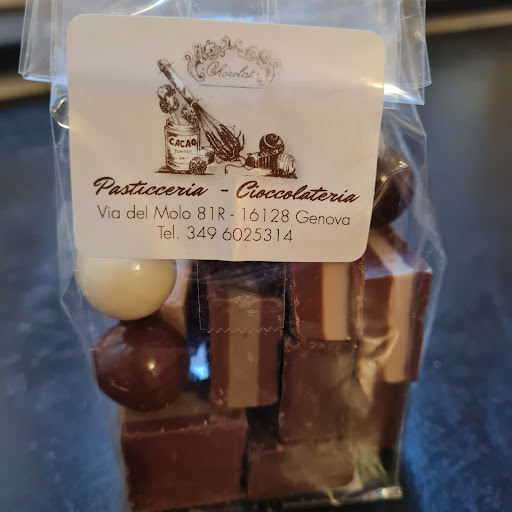 Chocolat
CACAO
Pasticceria - Cioccolateria
Via del Molo 81R - 16128 Genova
Tel. 349 6025314